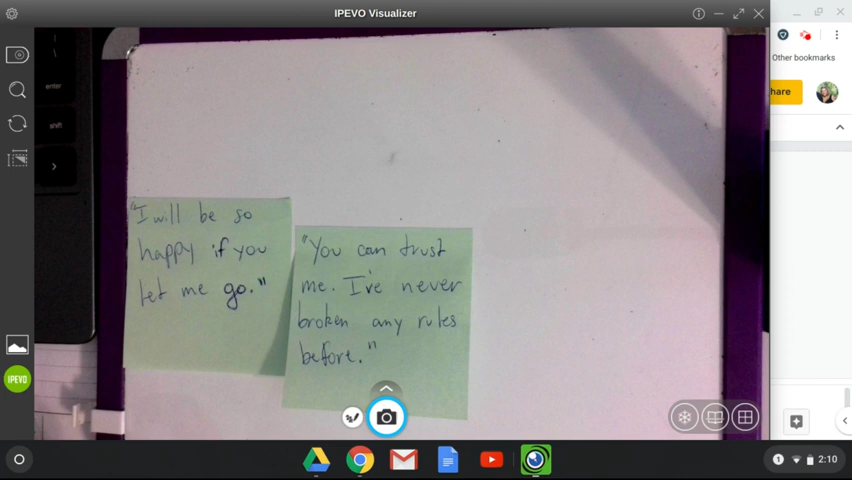 IPEVO Visualizer
Other bookmarks
hare
enter
shift
"I will be so
happy if you
let me go."
"You can trust
me. I've never
broken any rules
before."
IPEVO
1
2:10